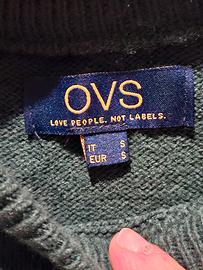 OVS
LOVE PEOPLE. NOT LABELS.
IT S
EUR S